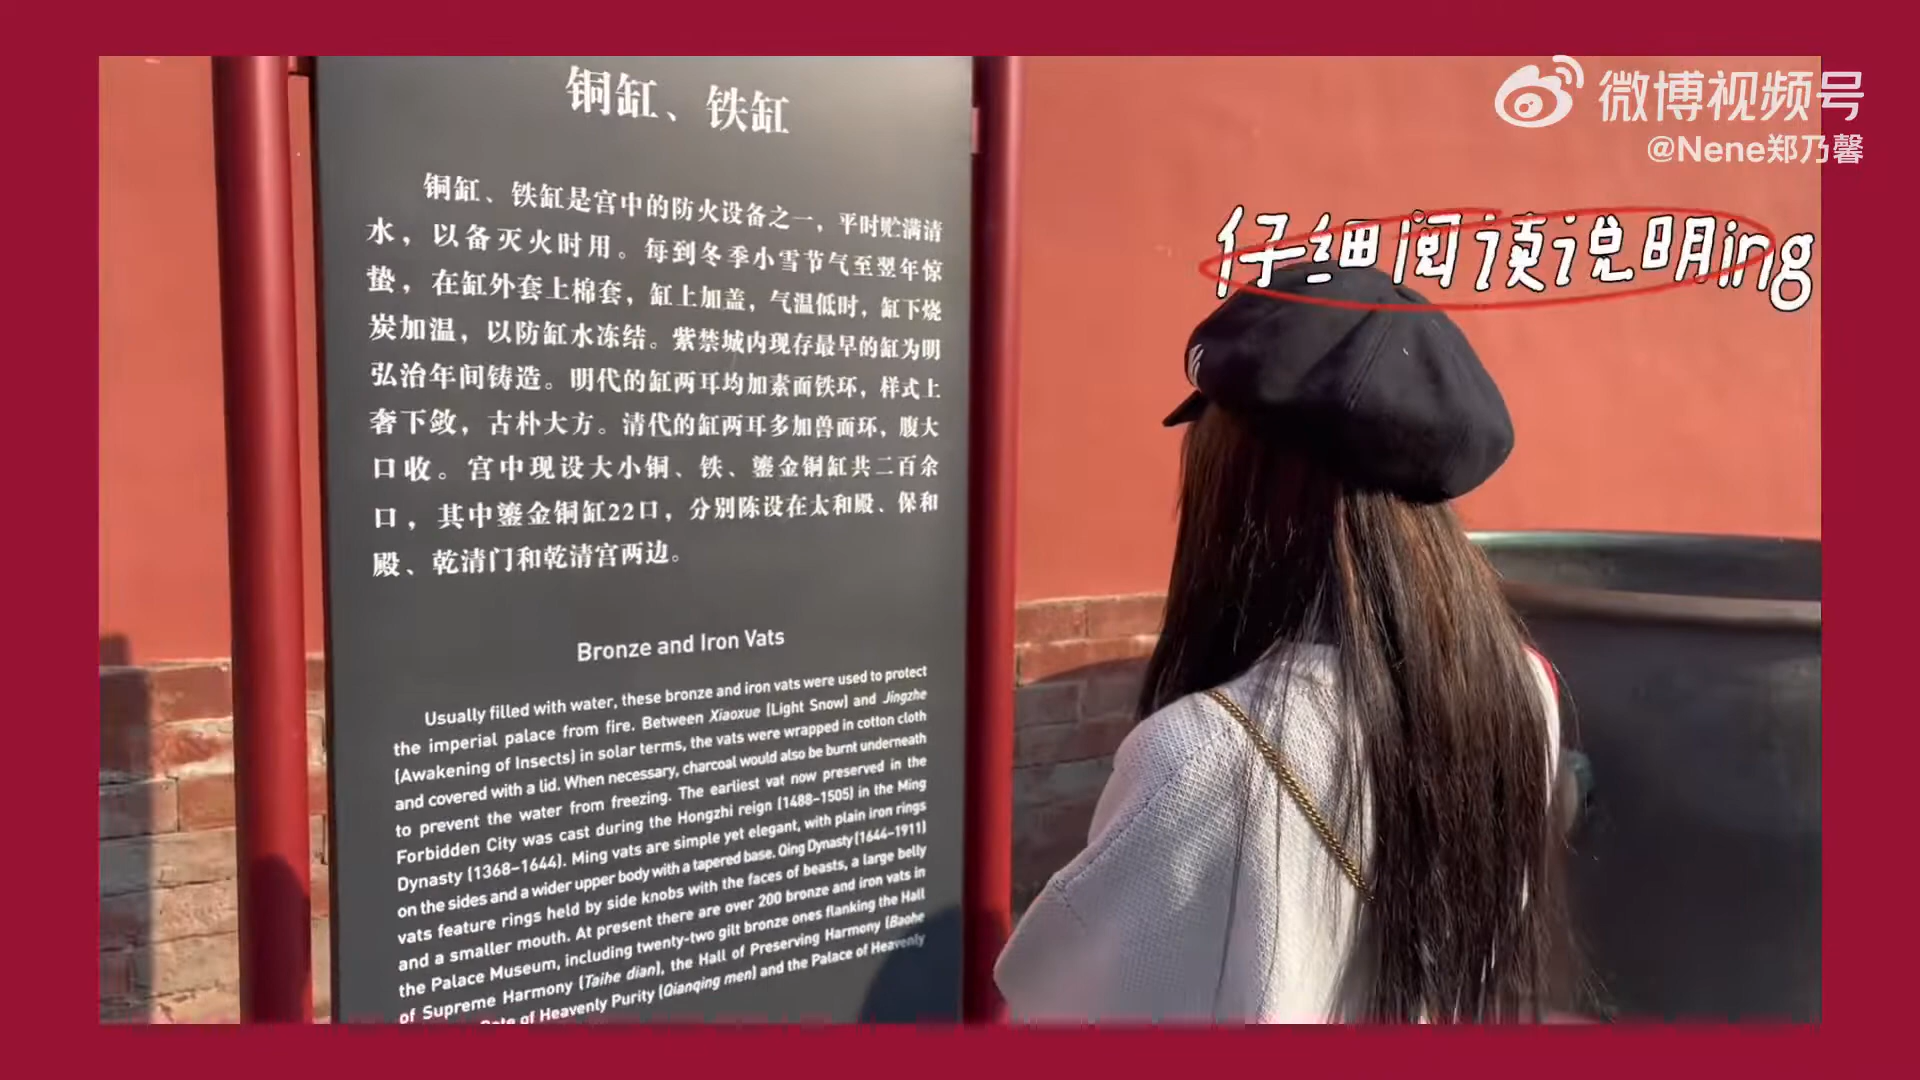 铜缸、铁缸
铜缸、铁缸是宫中的防火设备之一，平时贮满清
水，以备灭火时用。每到冬季小雪节气至翌年惊
蛰，在缸外套上棉套，缸上加盖，气温低时，缸下烧
炭加温，以防缸水冻结。紫禁城内现存最早的缸为明
弘治年间铸造。明代的缸两耳均加素面铁环，样式上
奢下敛，古朴大方。清代的缸两耳多加兽面环，腹大
口收。宫中现设大小铜、铁、鎏金铜缸共二百余
口，其中鎏金铜缸22口，分别陈设在太和殿、保和
殿、乾清门和乾清宫两边。
Bronze and Iron Vats
Usually filled with water, these bronze and iron vats were used to protect
the imperial palace from fire. Between Xiaoxue (Light Snow) and Jingzhe
(Awakening of Insects) in solar terms, the vats were wrapped in cotton cloth
and covered with a lid. When necessary, charcoal would also be burnt underneath
to prevent the water from freezing. The earliest vat now preserved in the
Forbidden City was cast during the Hongzhi reign (1488–1505) in the Ming
Dynasty (1368–1644). Ming vats are simple yet elegant, with plain iron rings
on the sides and a wider upper body with a tapered base. Qing Dynasty (1644–1911)
vats feature rings held by side knobs with the faces of beasts, a large belly
and a smaller mouth. At present there are over 200 bronze and iron vats in
the Palace Museum, including twenty-two gilt bronze ones flanking the Hall
of Supreme Harmony (Taihe dian), the Hall of Preserving Harmony (Baohe
of Heavenly Purity (Qianqing men) and the Palace of Heavenly
微博视频号
@Nene郑乃馨
仔细阅读说明ing